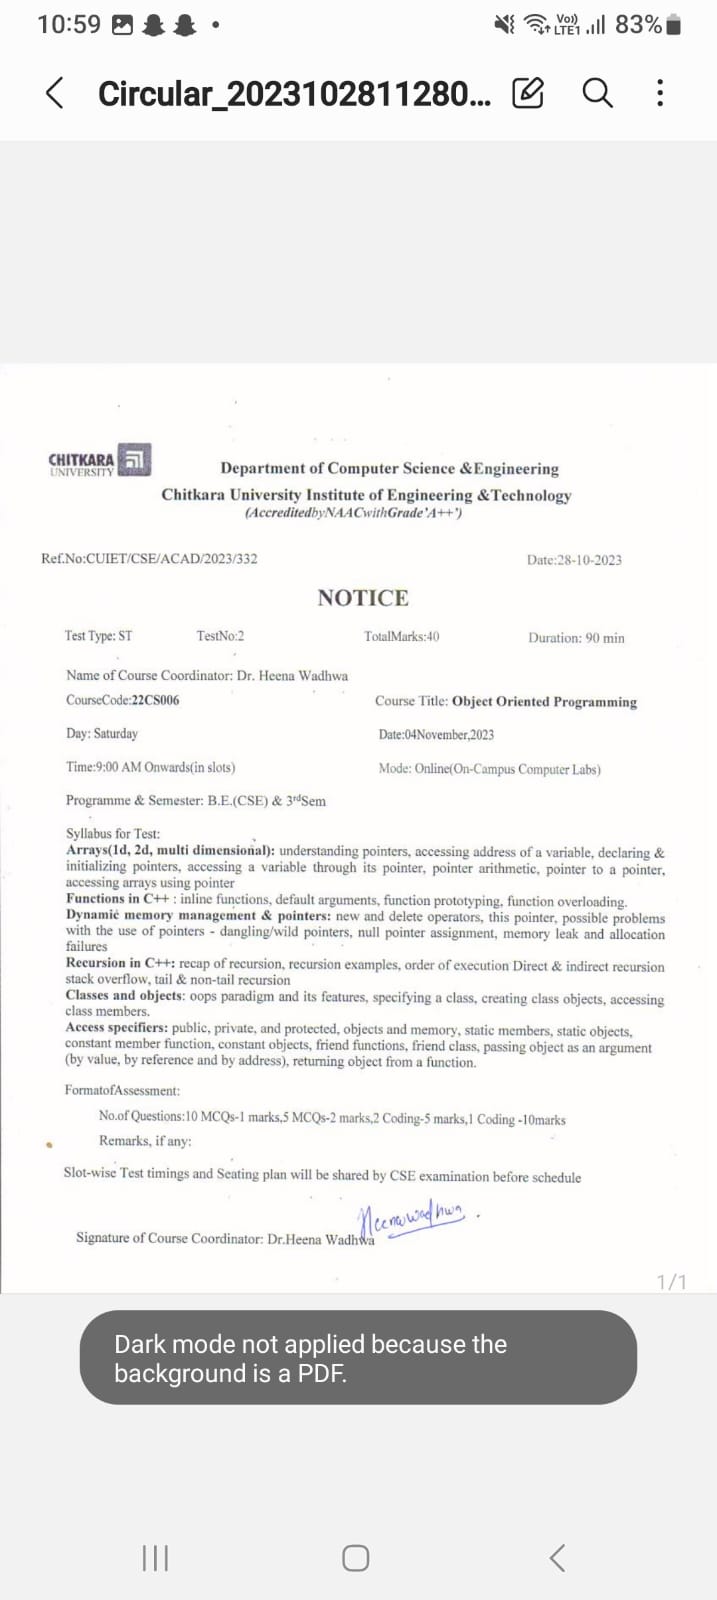 10:59
Vo)) LTE1 83%
Circular_2023102811280...
CHITKARA
UNIVERSITY
Department of Computer Science &Engineering
Chitkara University Institute of Engineering &Technology
(AccreditedbyNAACwithGrade'A++')
Ref.No:CUIET/CSE/ACAD/2023/332 Date:28-10-2023
NOTICE
Test Type: ST TestNo:2 TotalMarks:40 Duration: 90 min
Name of Course Coordinator: Dr. Heena Wadhwa
CourseCode:22CS006 Course Title: Object Oriented Programming
Day: Saturday Date:04November,2023
Time:9:00 AM Onwards(in slots) Mode: Online(On-Campus Computer Labs)
Programme & Semester: B.E.(CSE) & 3rdSem
Syllabus for Test:
Arrays(1d, 2d, multi dimensional): understanding pointers, accessing address of a variable, declaring &
initializing pointers, accessing a variable through its pointer, pointer arithmetic, pointer to a pointer,
accessing arrays using pointer
Functions in C++ : inline functions, default arguments, function prototyping, function overloading.
Dynamic memory management & pointers: new and delete operators, this pointer, possible problems
with the use of pointers - dangling/wild pointers, null pointer assignment, memory leak and allocation
failures
Recursion in C++: recap of recursion, recursion examples, order of execution Direct & indirect recursion
stack overflow, tail & non-tail recursion
Classes and objects: oops paradigm and its features, specifying a class, creating class objects, accessing
class members.
Access specifiers: public, private, and protected, objects and memory, static members, static objects,
constant member function, constant objects, friend functions, friend class, passing object as an argument
(by value, by reference and by address), returning object from a function.
FormatofAssessment:
No.of Questions:10 MCQs-1 marks,5 MCQs-2 marks,2 Coding-5 marks,1 Coding -10marks
Remarks, if any:
Slot-wise Test timings and Seating plan will be shared by CSE examination before schedule
Heenawadhwa.
Signature of Course Coordinator: Dr.Heena Wadhwa
1/1
Dark mode not applied because the
background is a PDF.